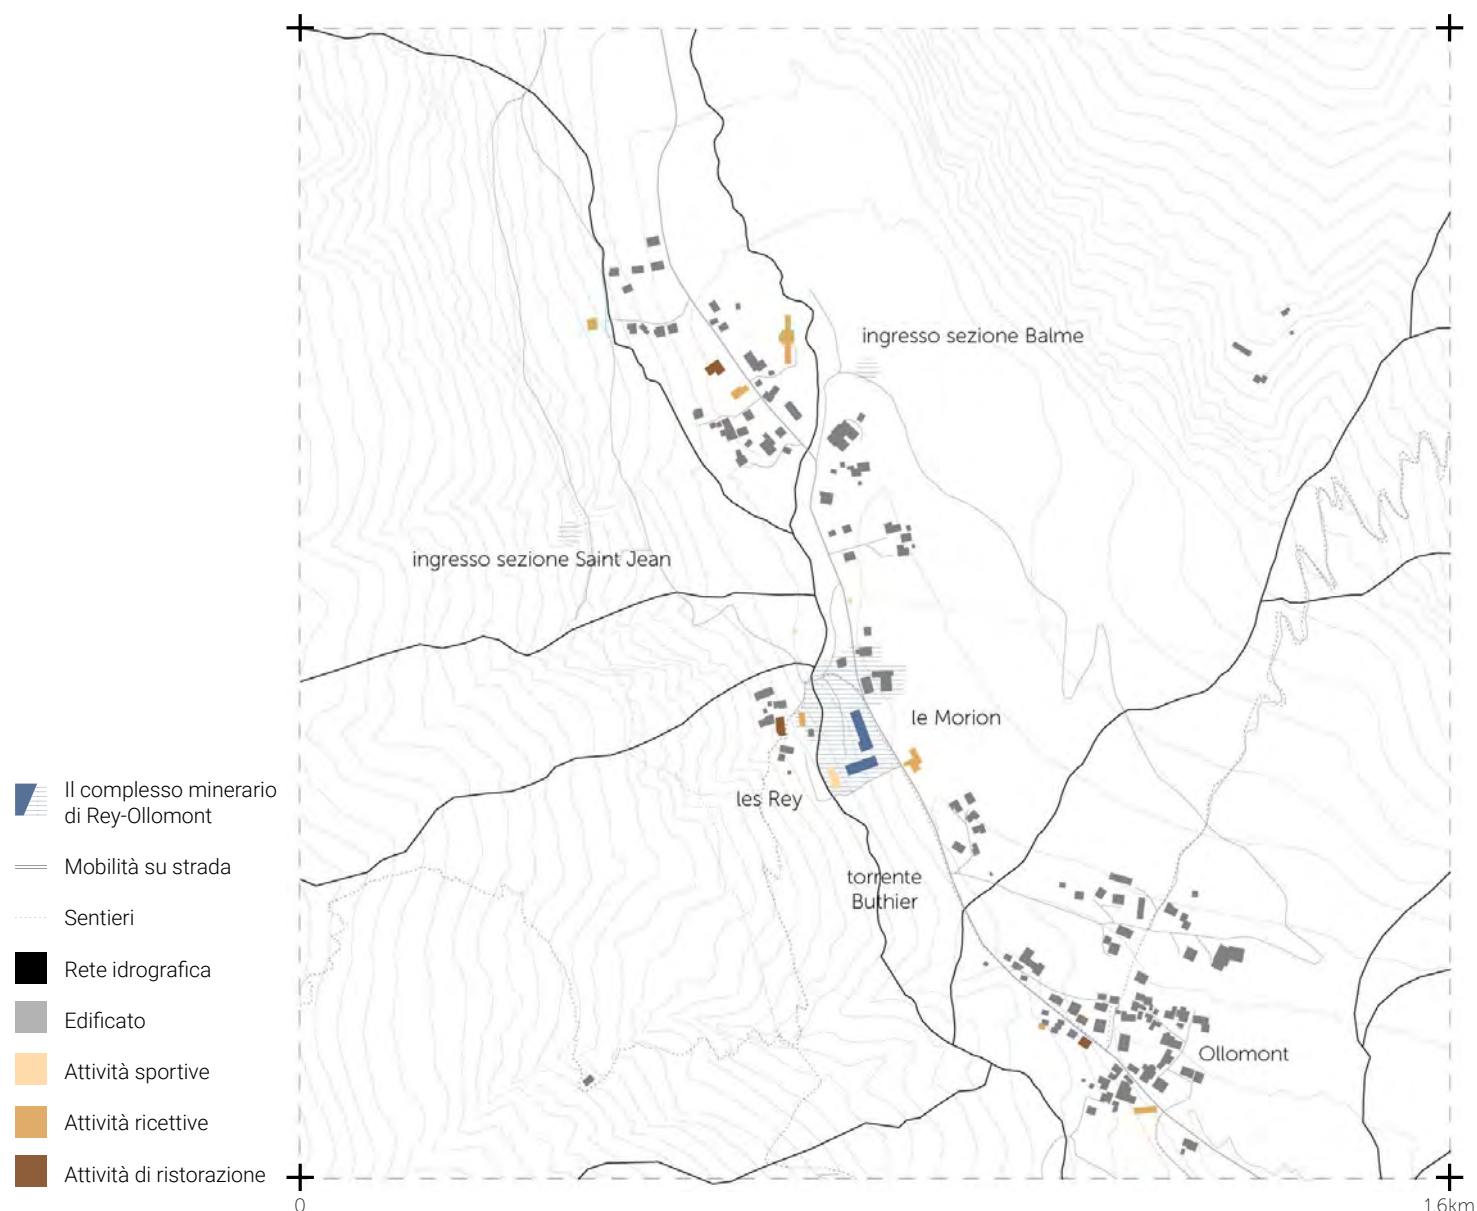 ingresso sezione Balme
ingresso sezione Saint Jean
le Morion
les Rey
torrente
Buthier
Ollomont
Il complesso minerario
di Rey-Ollomont
Mobilità su strada
Sentieri
Rete idrografica
Edificato
Attività sportive
Attività ricettive
Attività di ristorazione
0
1.6km